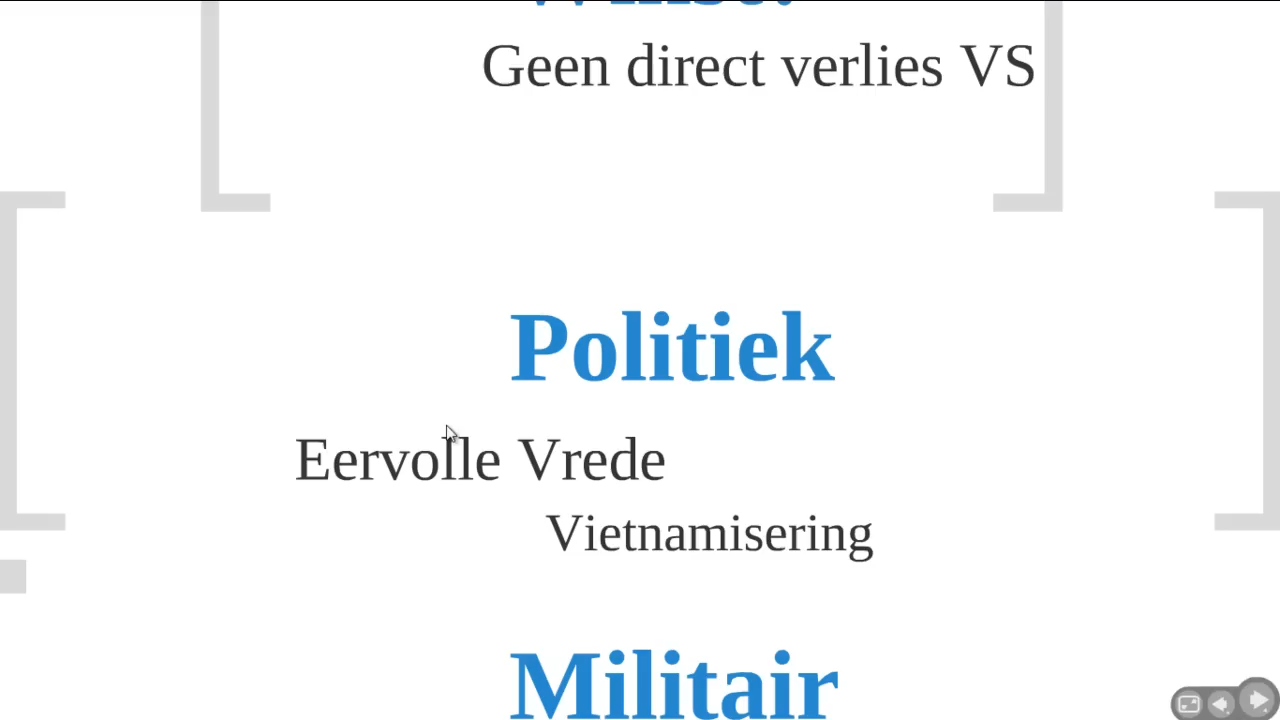 Geen direct verlies VS
Politiek
Eervolle Vrede
Vietnamisering
Militair